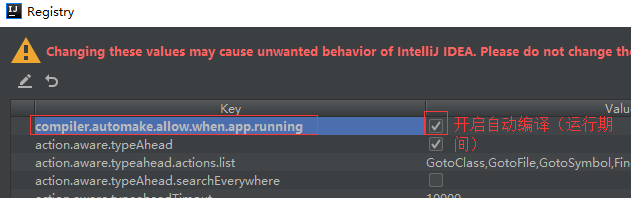 Registry
Changing these values may cause unwanted behavior of IntelliJ IDEA. Please do not change the
Key Valu
compiler.automake.allow.when.app.running 开启自动编译（运行期
action.aware.typeAhead 间）
action.aware.typeAhead.actions.list GotoClass,GotoFile,GotoSymbol,Fin
action.aware.typeAhead.searchEverywhere